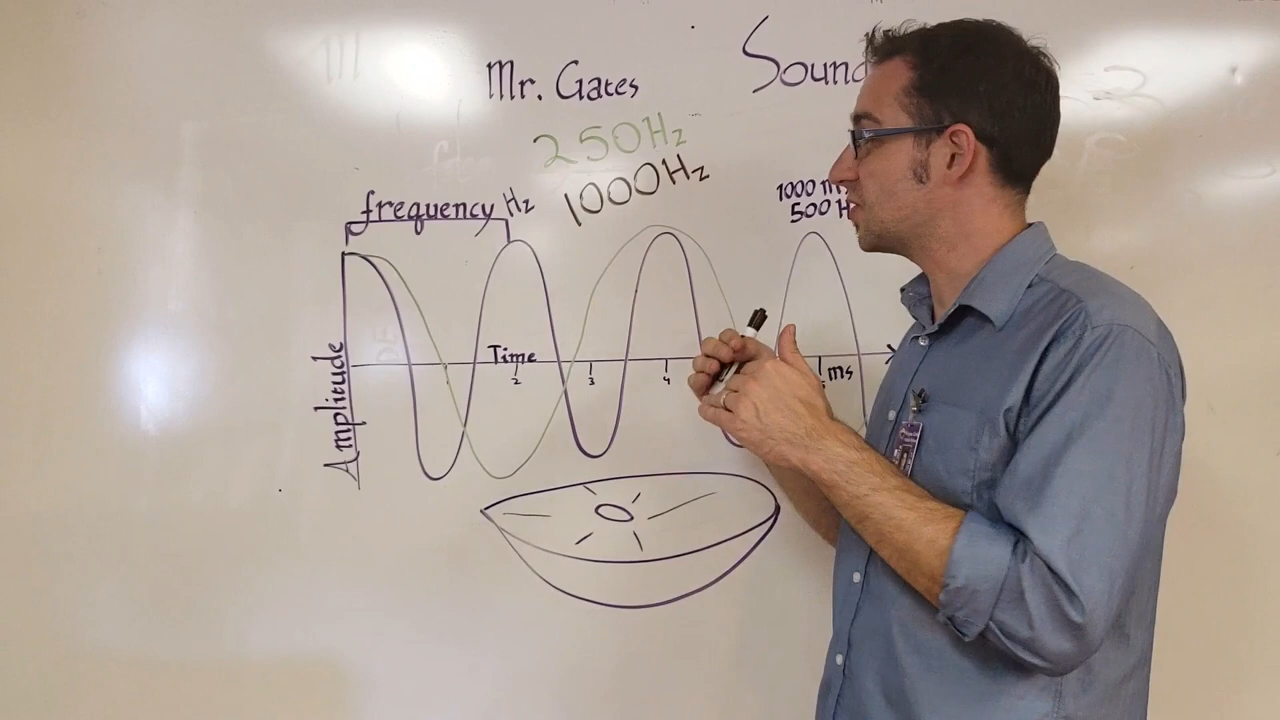 Mr. Gates
Sound
250Hz
1000Hz
1000 m
500 H
frequency Hz
Amplitude
Time
2
3
4
ms